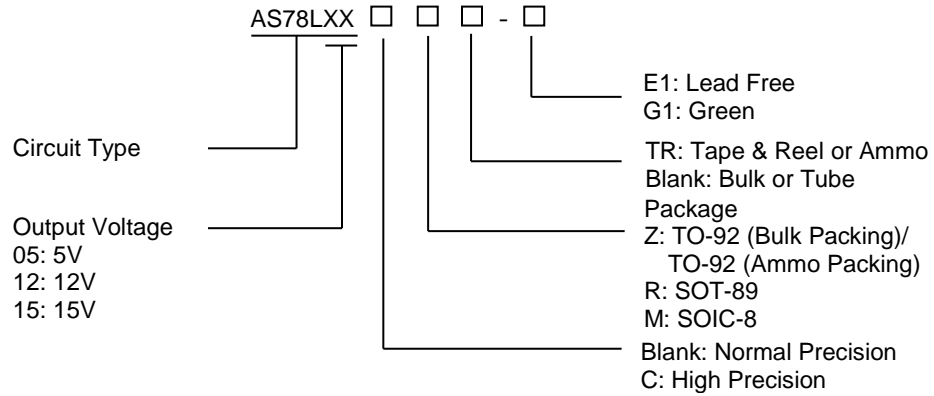 AS78LXX □ □ □ - □
E1: Lead Free
G1: Green
Circuit Type
TR: Tape & Reel or Ammo
Blank: Bulk or Tube
Output Voltage
05: 5V
12: 12V
15: 15V
Package
Z: TO-92 (Bulk Packing)/
TO-92 (Ammo Packing)
R: SOT-89
M: SOIC-8
Blank: Normal Precision
C: High Precision